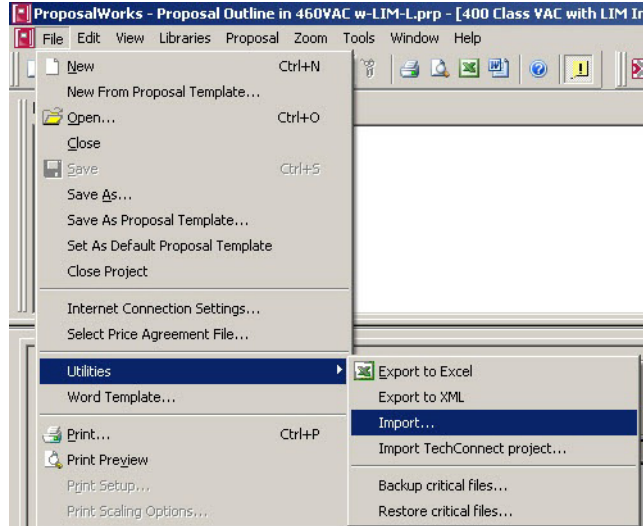 ProposalWorks - Proposal Outline in 460VAC w-LIM-L.prp - [400 Class VAC with LIM
File Edit View Libraries Proposal Zoom Tools Window Help
New Ctrl+N
New From Proposal Template...
Open... Ctrl+O
Close
Save Ctrl+S
Save As...
Save As Proposal Template...
Set As Default Proposal Template
Close Project
Internet Connection Settings...
Select Price Agreement File...
Utilities
Word Template...
Print... Ctrl+P
Print Preview
Print Setup...
Print Scaling Options...
Export to Excel
Export to XML
Import...
Import TechConnect project...
Backup critical files...
Restore critical files...